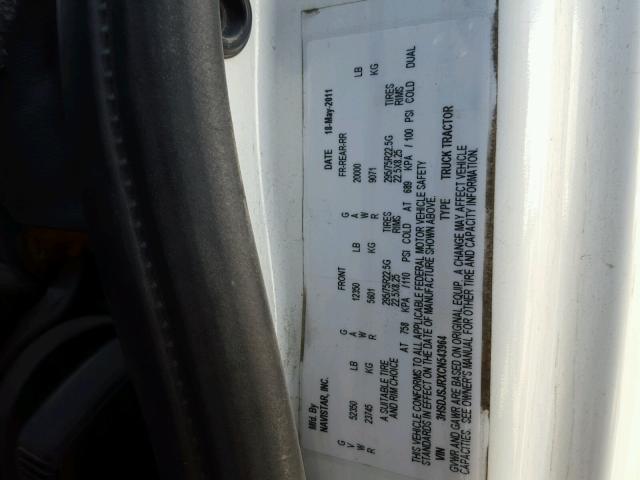 Mfd. By DATE 18-May-2011
NAVISTAR, INC. FRONT FR-REAR-RR
G V W R 52350 LB 23745 KG G A W R 12350 LB 5601 KG G A W R 20000 LB 9071 KG
A SUITABLE TIRE 295/75R22.5G TIRES 295/75R22.5G TIRES
AND RIM CHOICE 22.5X8.25 RIMS 22.5X8.25 RIMS
AT 758 KPA /110 PSI COLD AT 689 KPA /100 PSI COLD DUAL
THIS VEHICLE CONFORMS TO ALL APPLICABLE FEDERAL MOTOR VEHICLE SAFETY
STANDARDS IN EFFECT ON THE DATE OF MANUFACTURE SHOWN ABOVE.
VIN 3HSDJSJRXCN543964 TYPE TRUCK TRACTOR
GVWR AND GAWR ARE BASED ON ORIGINAL EQUIP. A CHANGE MAY AFFECT VEHICLE
CAPACITIES. SEE OWNER'S MANUAL FOR OTHER TIRE AND CAPACITY INFORMATION.